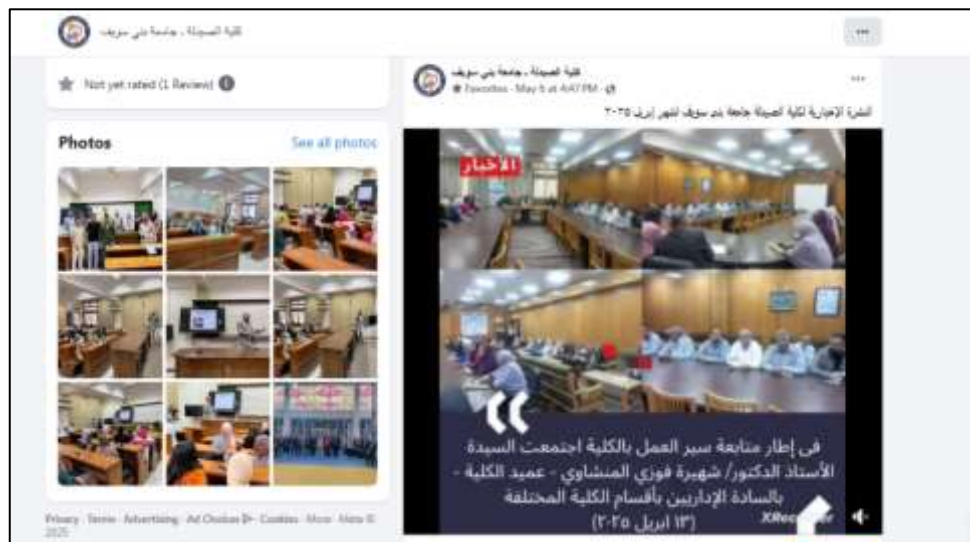 كلية الصيدلة . جامعة بني سويف
...
Not yet rated (1 Review)
Photos
See all photos
كلية الصيدلة . جامعة بني سويف
Favorites · May 6 at 4:47 PM ·
...
النشرة الإخبارية لكلية الصيدلة جامعة بني سويف لشهر إبريل ٢٠٢٥
الأخبار
فى إطار متابعة سير العمل بالكلية اجتمعت السيدة
الأستاذ الدكتور/ شهيرة فوزي المنشاوي - عميد الكلية -
بالسادة الإداريين بأقسام الكلية المختلفة
(١٣ ابريل ٢٠٢٥)
Privacy · Terms · Advertising · Ad Choices · Cookies · More · Meta © 2025